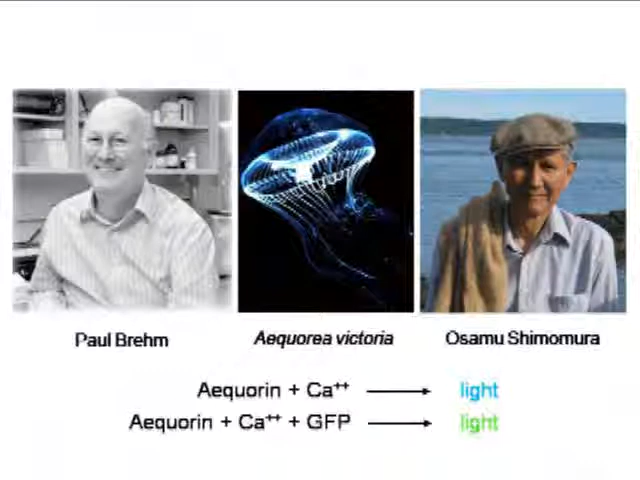 Paul Brehm
Aequorea victoria
Osamu Shimomura
Aequorin + Ca⁺⁺ ⟶ light
Aequorin + Ca⁺⁺ + GFP ⟶ light